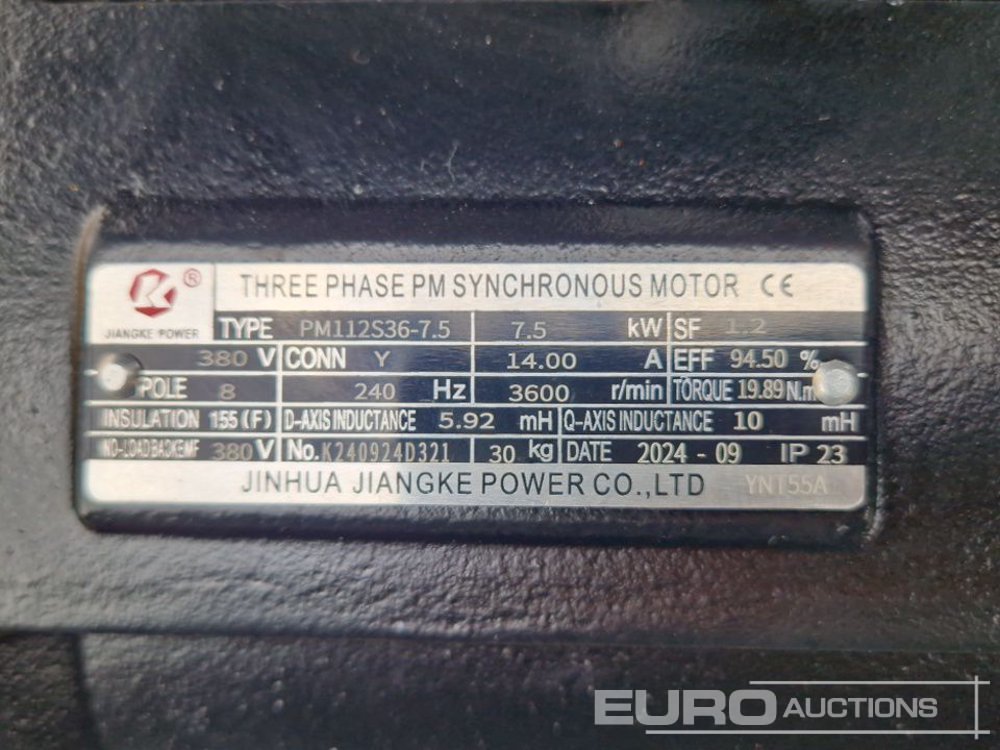 THREE PHASE PM SYNCHRONOUS MOTOR CE
JIANGKE POWER
TYPE PM112S36-7.5 7.5 kW SF 1.2
380 V CONN Y 14.00 A EFF 94.50 %
POLE 8 240 Hz 3600 r/min TORQUE 19.89 N.m
INSULATION 155 (F) D-AXIS INDUCTANCE 5.92 mH Q-AXIS INDUCTANCE 10 mH
NO-LOAD BACKEMF 380 V No. K240924D321 30 kg DATE 2024 - 09 IP 23
JINHUA JIANGKE POWER CO.,LTD YNT55A
EURO AUCTIONS